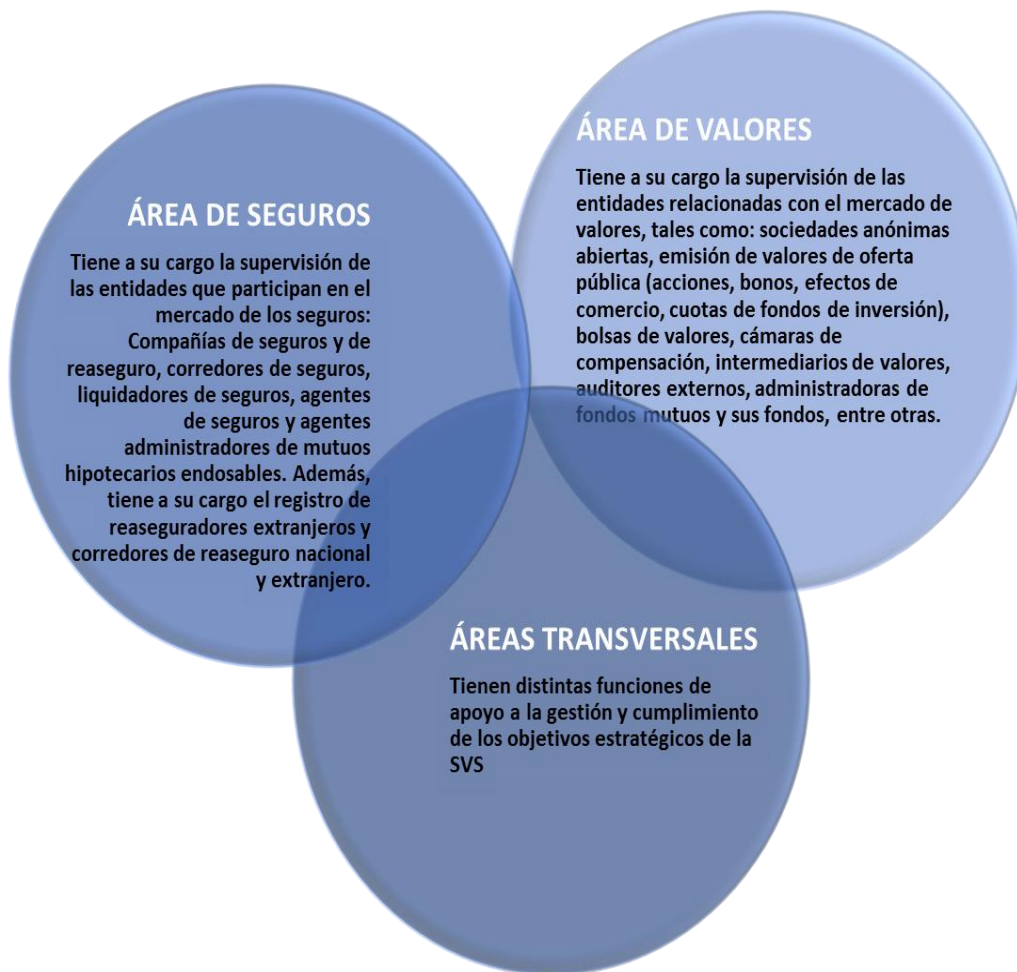 ÁREA DE SEGUROS
Tiene a su cargo la supervisión de
las entidades que participan en el
mercado de los seguros:
Compañías de seguros y de
reaseguro, corredores de seguros,
liquidadores de seguros, agentes
de seguros y agentes
administradores de mutuos
hipotecarios endosables. Además,
tiene a su cargo el registro de
reaseguradores extranjeros y
corredores de reaseguro nacional
y extranjero.
ÁREA DE VALORES
Tiene a su cargo la supervisión de las
entidades relacionadas con el mercado de
valores, tales como: sociedades anónimas
abiertas, emisión de valores de oferta
pública (acciones, bonos, efectos de
comercio, cuotas de fondos de inversión),
bolsas de valores, cámaras de
compensación, intermediarios de valores,
auditores externos, administradoras de
fondos mutuos y sus fondos, entre otras.
ÁREAS TRANSVERSALES
Tienen distintas funciones de
apoyo a la gestión y cumplimiento
de los objetivos estratégicos de la
SVS